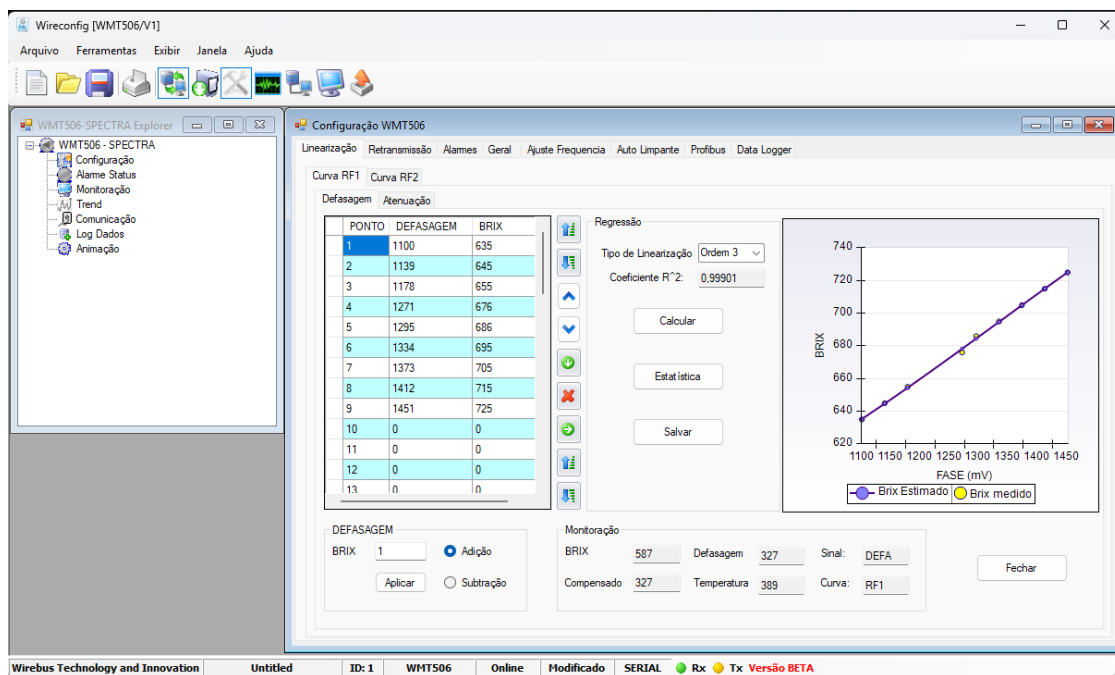 Wireconfig [WMT506/V1]
Arquivo Ferramentas Exibir Janela Ajuda
WMT506-SPECTRA Explorer
WMT506 - SPECTRA
Configuração
Alarme Status
Monitoração
Trend
Comunicação
Log Dados
Animação
Configuração WMT506
Linearização Retransmissão Alarmes Geral Ajuste Frequencia Auto Limpante Profibus Data Logger
Curva RF1 Curva RF2
Defasagem Atenuação
PONTO DEFASAGEM BRIX
1 1100 635
2 1139 645
3 1178 655
4 1271 676
5 1295 686
6 1334 695
7 1373 705
8 1412 715
9 1451 725
10 0 0
11 0 0
12 0 0
13 0 0
Regressão
Tipo de Linearização Ordem 3
Coeficiente R^2: 0,99901
Calcular
Estatística
Salvar
740
720
700
680
660
640
620
BRIX
1100 1150 1200 1250 1300 1350 1400 1450
FASE (mV)
Brix Estimado Brix medido
DEFASAGEM
BRIX 1 Adição
Aplicar Subtração
Monitoração
BRIX 587 Defasagem 327 Sinal: DEFA
Compensado 327 Temperatura 389 Curva: RF1
Fechar
Wirebus Technology and Innovation Untitled ID: 1 WMT506 Online Modificado SERIAL Rx Tx Versão BETA